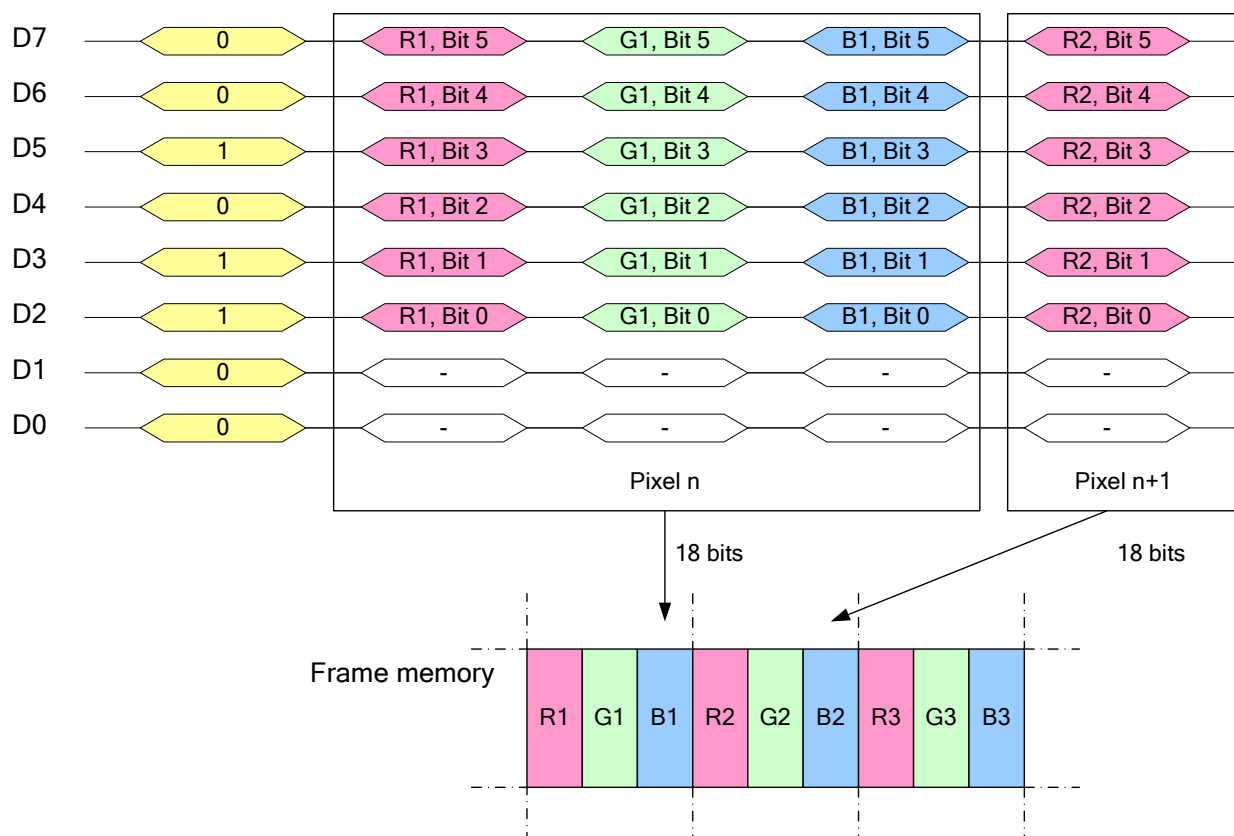 D7 0 R1, Bit 5 G1, Bit 5 B1, Bit 5 R2, Bit 5
D6 0 R1, Bit 4 G1, Bit 4 B1, Bit 4 R2, Bit 4
D5 1 R1, Bit 3 G1, Bit 3 B1, Bit 3 R2, Bit 3
D4 0 R1, Bit 2 G1, Bit 2 B1, Bit 2 R2, Bit 2
D3 1 R1, Bit 1 G1, Bit 1 B1, Bit 1 R2, Bit 1
D2 1 R1, Bit 0 G1, Bit 0 B1, Bit 0 R2, Bit 0
D1 0 - - - -
D0 0 - - - -
Pixel n Pixel n+1
18 bits 18 bits
Frame memory
R1 G1 B1 R2 G2 B2 R3 G3 B3